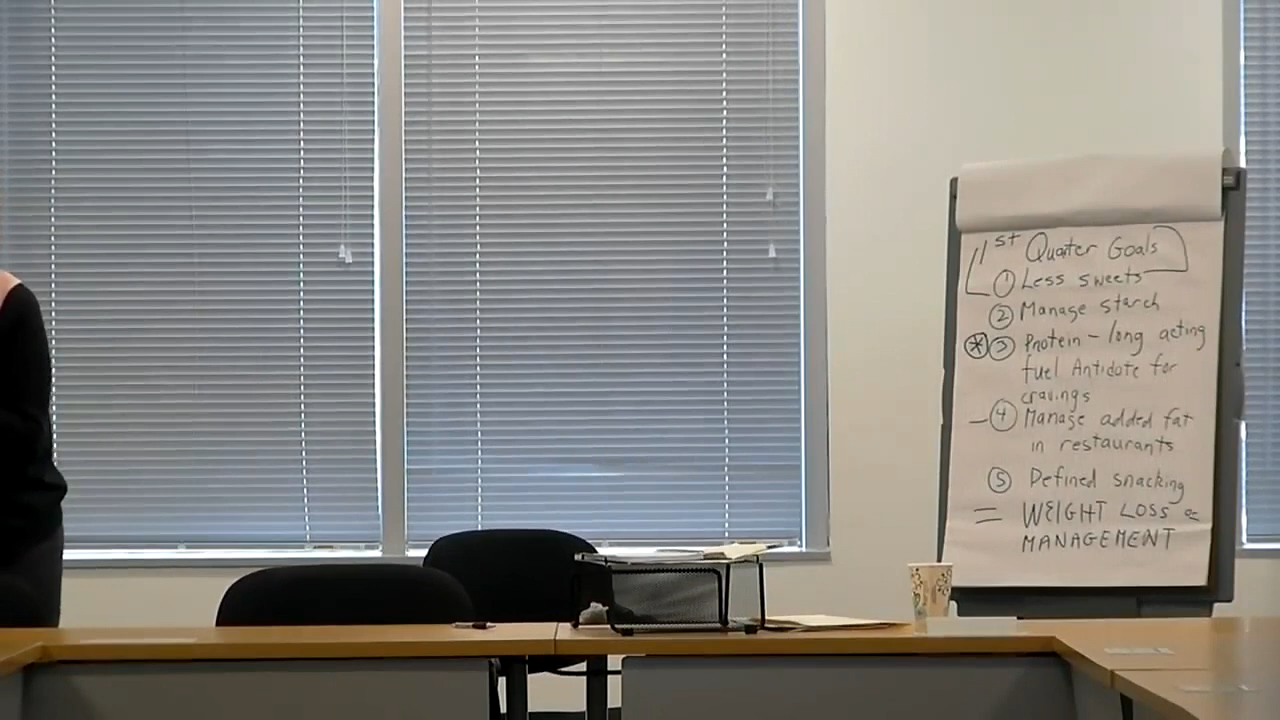 1st Quarter Goals
① Less sweets
② Manage starch
* ③ Protein - long acting
fuel Antidote for
cravings
- ④ Manage added fat
in restaurants
⑤ Defined snacking
= WEIGHT LOSS or
MANAGEMENT